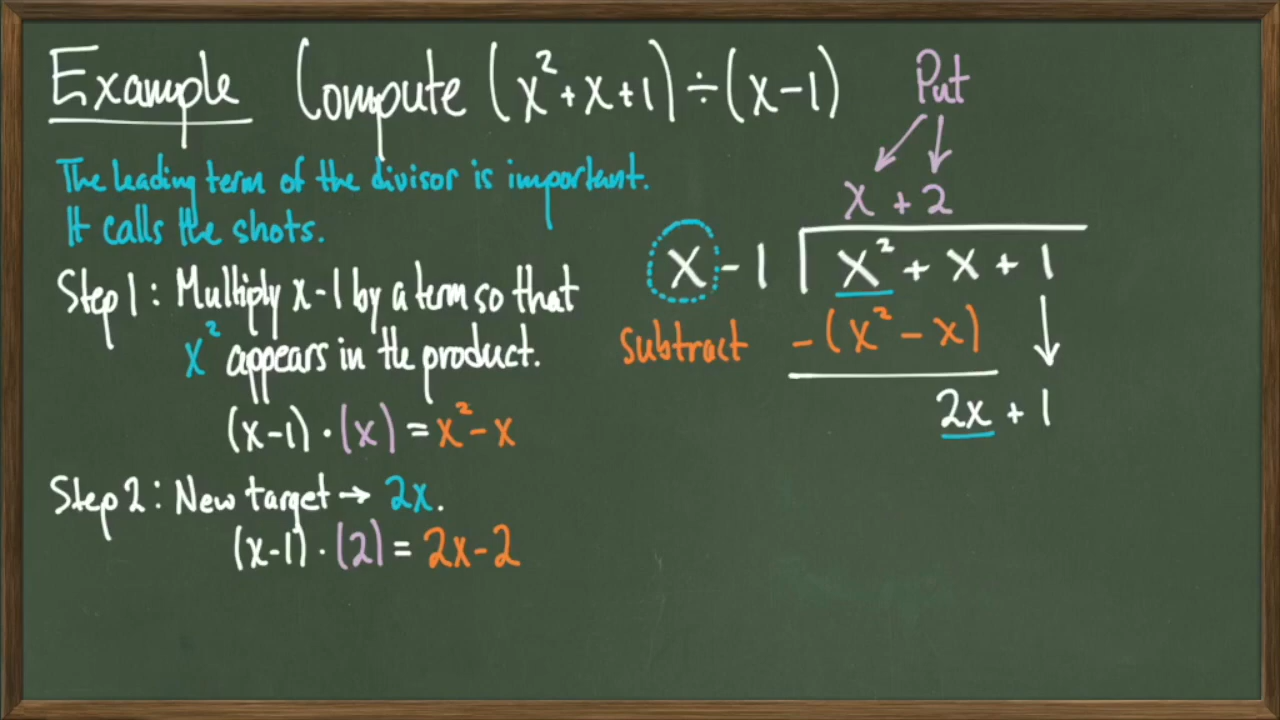 Example Compute (x²+x+1)÷(x-1)
The leading term of the divisor is important.
It calls the shots.
Step 1: Multiply x-1 by a term so that
x² appears in the product.
(x-1)·(x)=x²-x
Step 2: New target → 2x.
(x-1)·(2)=2x-2
Put
x + 2
x - 1 x² + x + 1
Subtract -(x² - x)
2x + 1